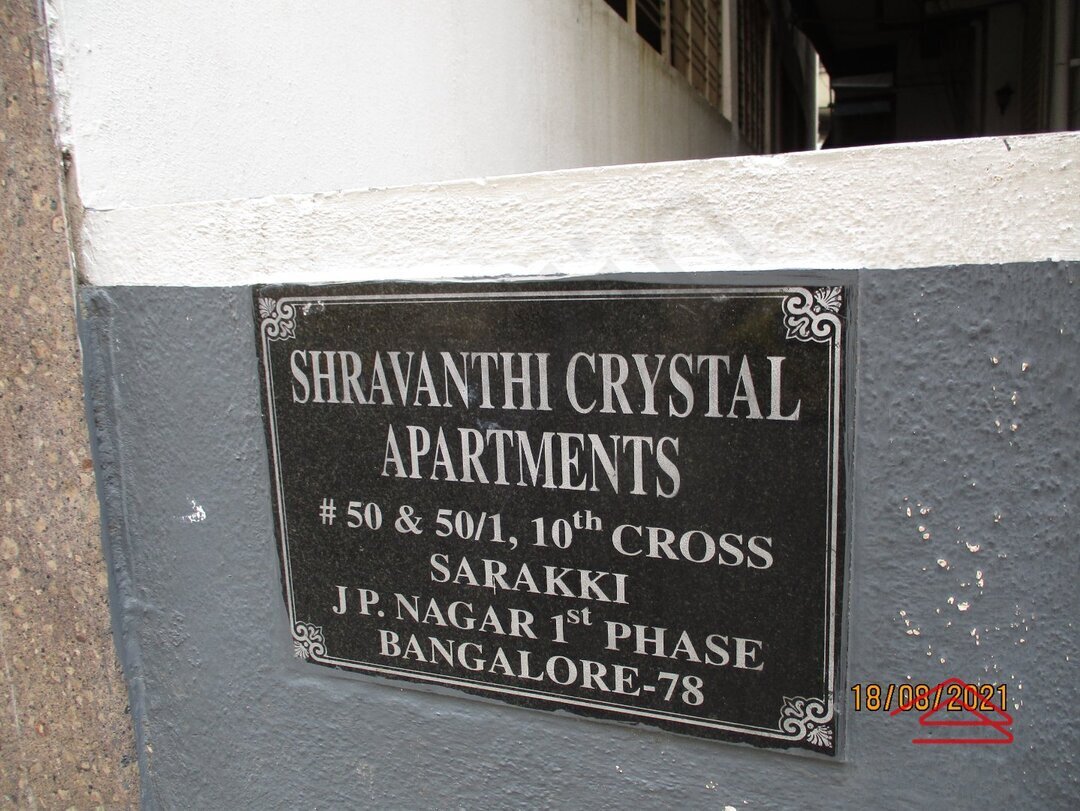 SHRAVANTHI CRYSTAL
APARTMENTS
# 50 & 50/1, 10th CROSS
SARAKKI
J P. NAGAR 1st PHASE
BANGALORE-78
18/08/2021